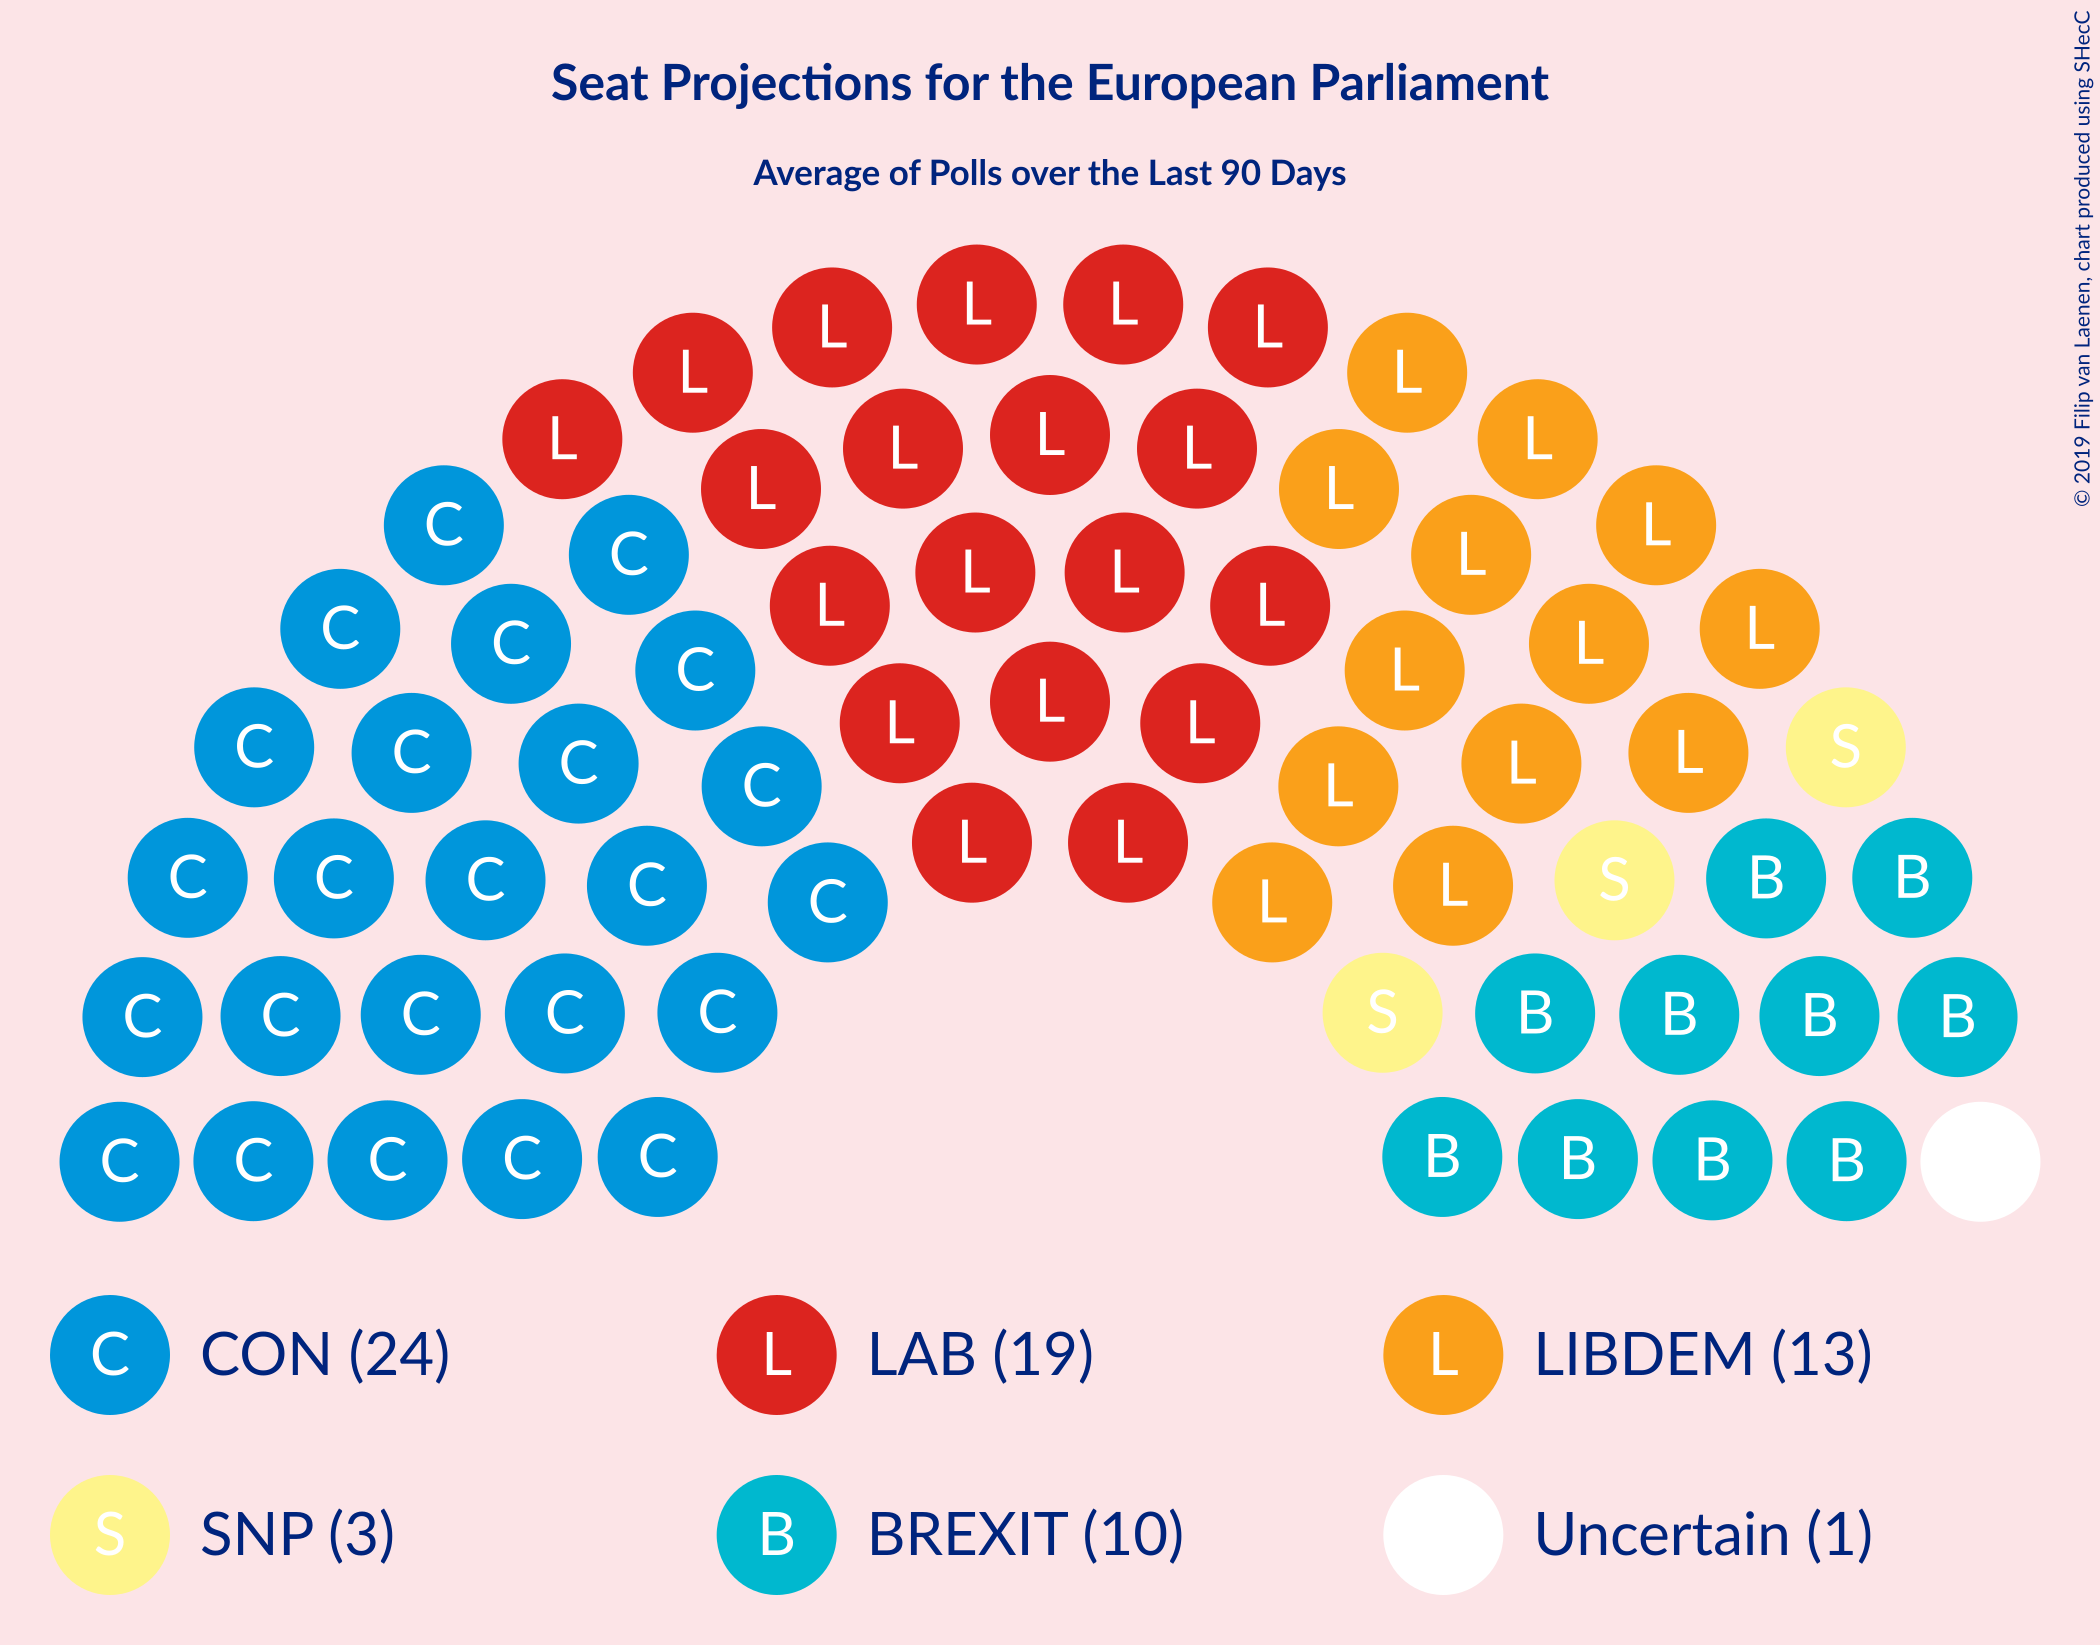 Seat Projections for the European Parliament
Average of Polls over the Last 90 Days
© 2019 Filip van Laenen, chart produced using SHecC
L L L L L L L L
L L L L L L
C C L L L L L L
C C C L L L L L
C C C C L L L L L S
C C C C C L L L L S B B
C C C C C S B B B B
C C C C C B B B B
C CON (24)
L LAB (19)
L LIBDEM (13)
S SNP (3)
B BREXIT (10)
Uncertain (1)